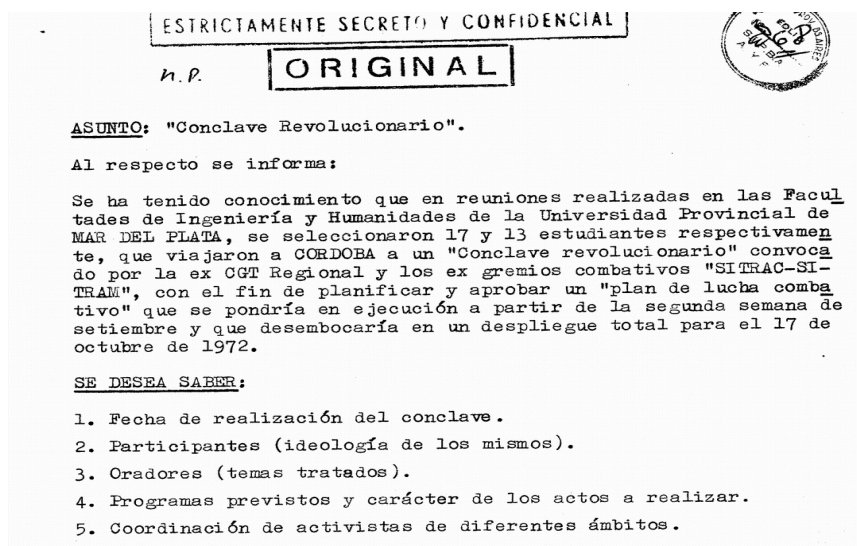 ESTRICTAMENTE SECRETO Y CONFIDENCIAL
n.p.
ORIGINAL
FOLIO
ASUNTO: "Conclave Revolucionario".
Al respecto se informa:
Se ha tenido conocimiento que en reuniones realizadas en las Facul
tades de Ingeniería y Humanidades de la Universidad Provincial de
MAR DEL PLATA, se seleccionaron 17 y 13 estudiantes respectivamen
te, que viajaron a CORDOBA a un "Conclave revolucionario" convoca
do por la ex CGT Regional y los ex gremios combativos "SITRAC-SI-
TRAM", con el fin de planificar y aprobar un "plan de lucha comba
tivo" que se pondría en ejecución a partir de la segunda semana de
setiembre y que desembocaría en un despliegue total para el 17 de
octubre de 1972.
SE DESEA SABER:
1. Fecha de realización del conclave.
2. Participantes (ideología de los mismos).
3. Oradores (temas tratados).
4. Programas previstos y carácter de los actos a realizar.
5. Coordinación de activistas de diferentes ámbitos.